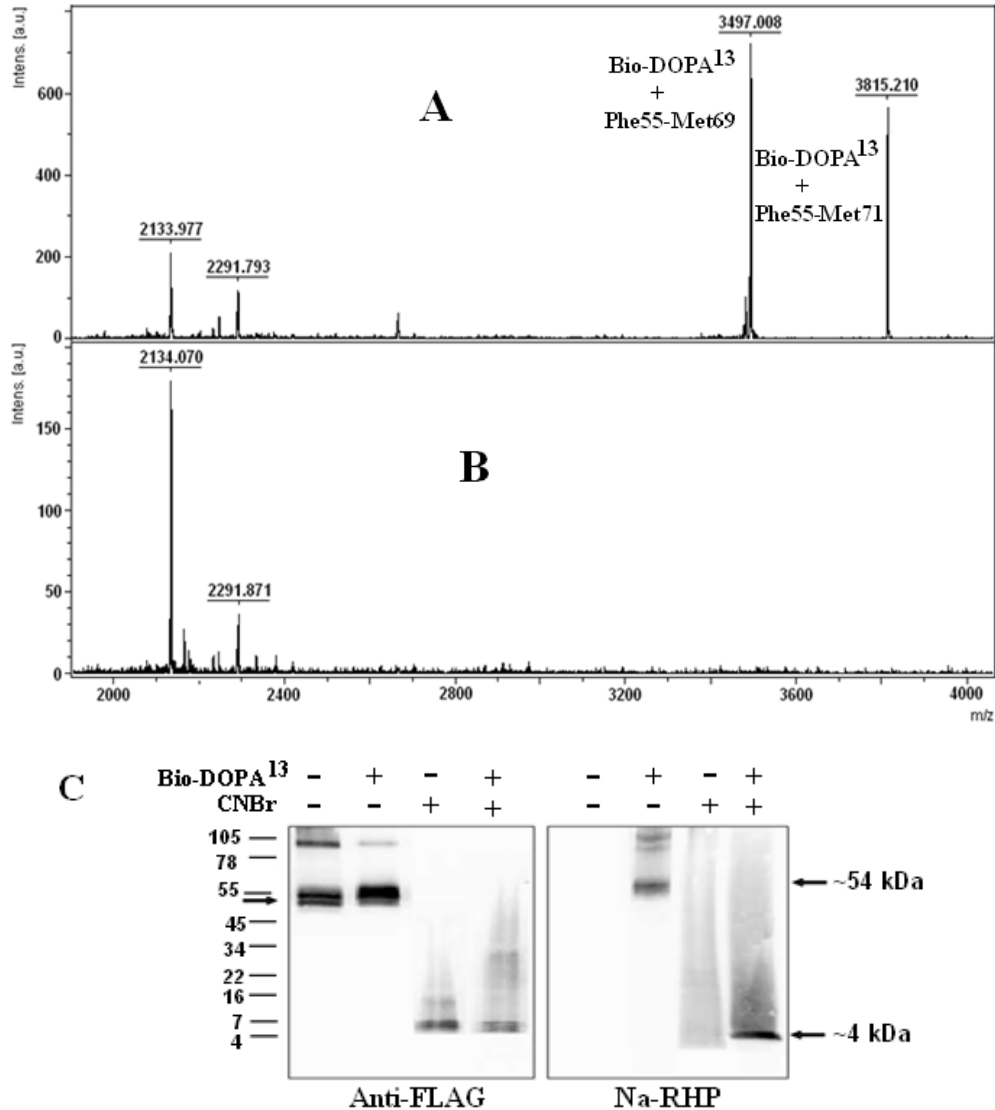 Intens. [a.u.]
600
400
200
0
2133.977
2291.793
A
Bio-DOPA13
+
Phe55-Met69
3497.008
Bio-DOPA13
+
Phe55-Met71
3815.210
Intens. [a.u.]
150
100
50
0
2134.070
2291.871
B
2000 2400 2800 3200 3600 4000
m/z
C
Bio-DOPA13 - + - + - + - +
CNBr - - + + - - + +
105
78
55
45
34
22
16
7
4
~54 kDa
~4 kDa
Anti-FLAG
Na-RHP